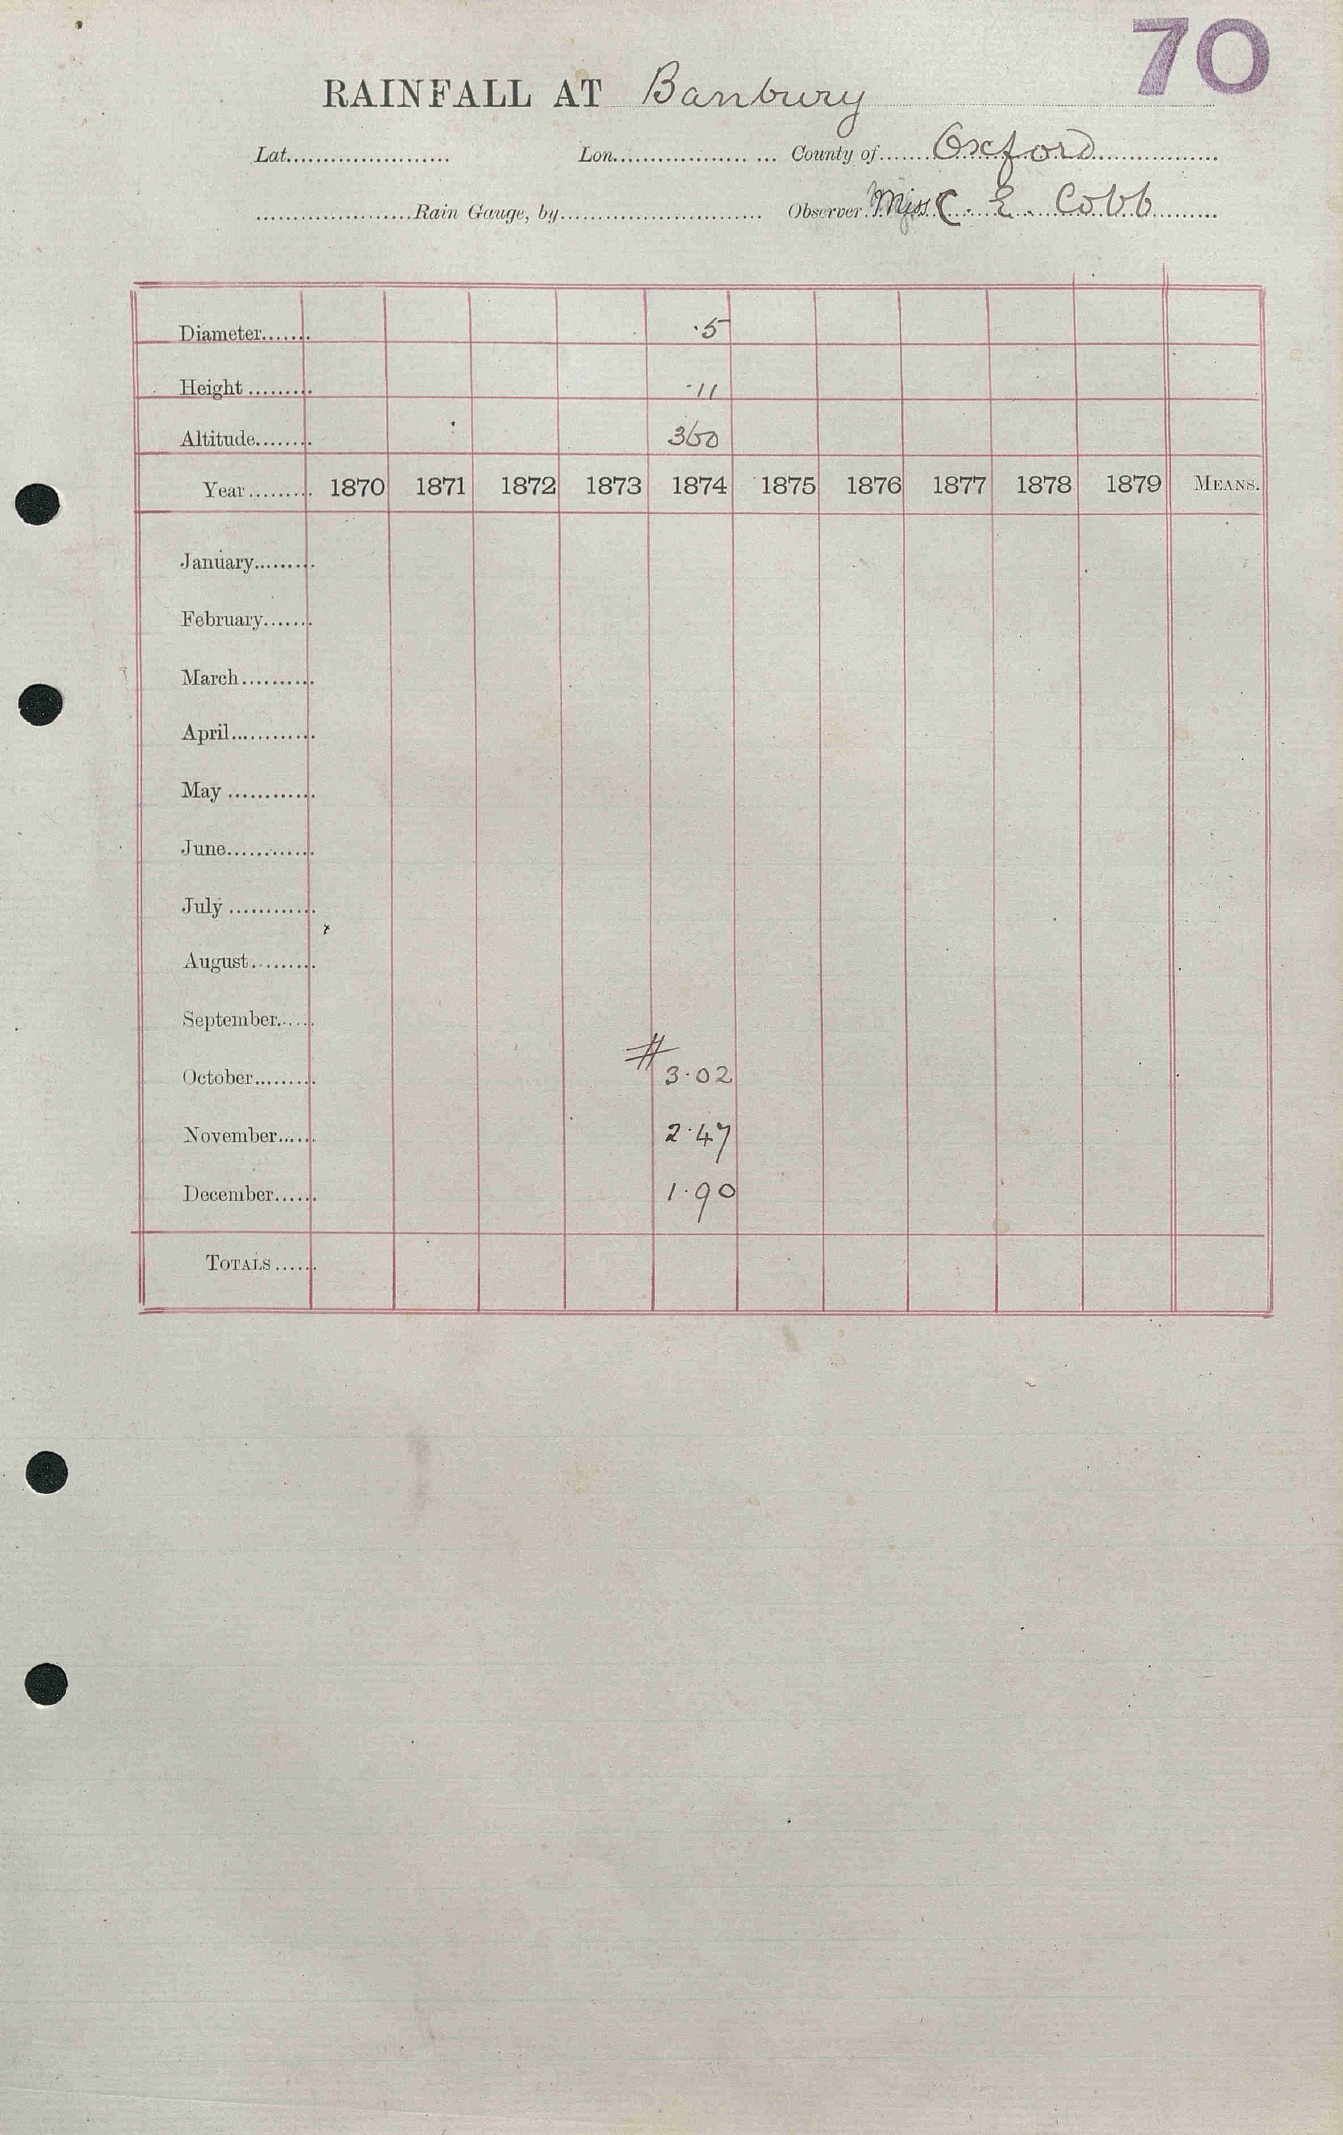 70
RAINFALL AT Banbury
Lat. Lon. County of Oxford
Rain Gauge, by Observer Miss C. E. Cobb
Diameter ·5
Height ·11
Altitude 360
Year 1870 1871 1872 1873 1874 1875 1876 1877 1878 1879 MEANS.
January
February
March
April
May
June
July
August
September
October # 3·02
November 2·47
December 1·90
TOTALS